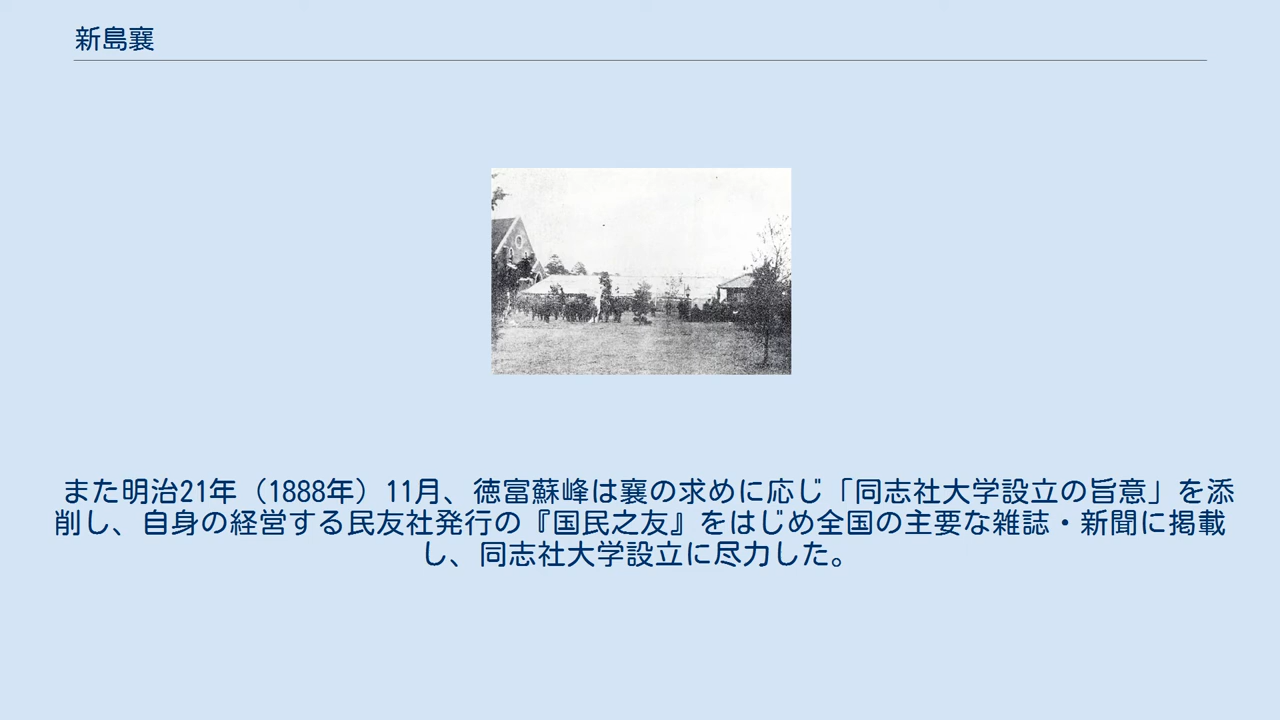 新島襄
また明治21年（1888年）11月、徳富蘇峰は襄の求めに応じ「同志社大学設立の旨意」を添
削し、自身の経営する民友社発行の『国民之友』をはじめ全国の主要な雑誌・新聞に掲載
し、同志社大学設立に尽力した。